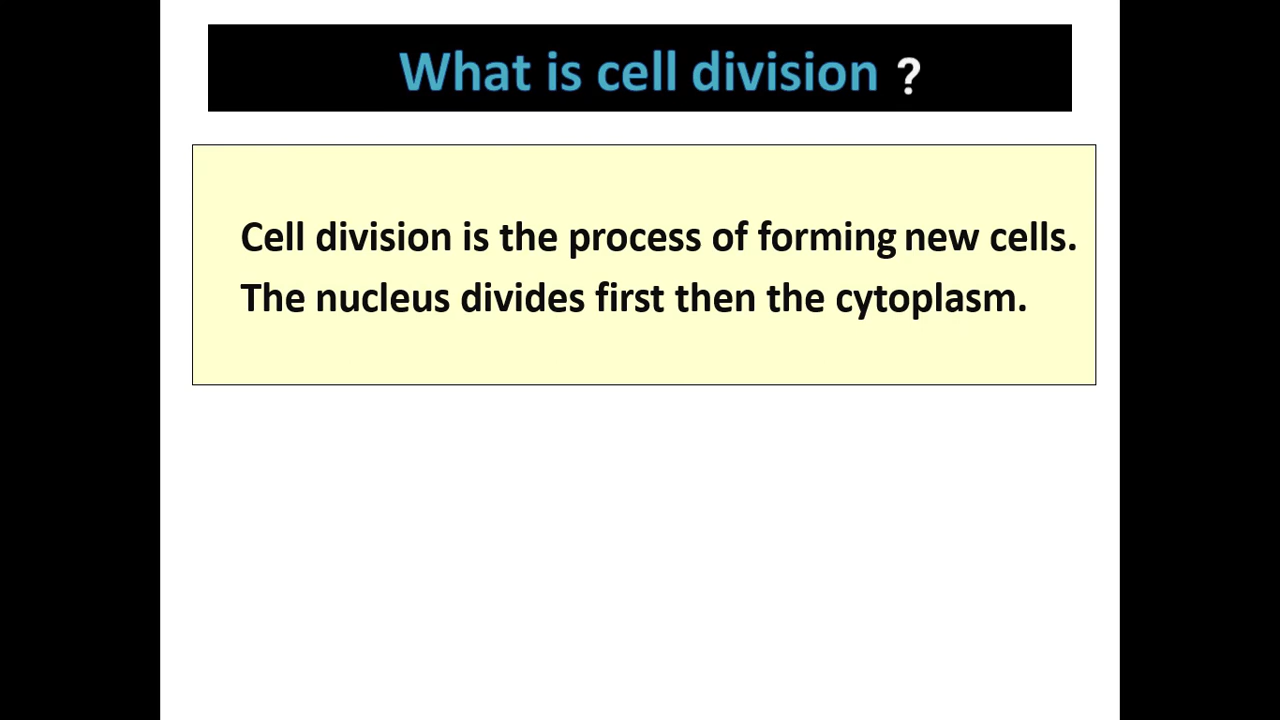 What is cell division ?
Cell division is the process of forming new cells.
The nucleus divides first then the cytoplasm.